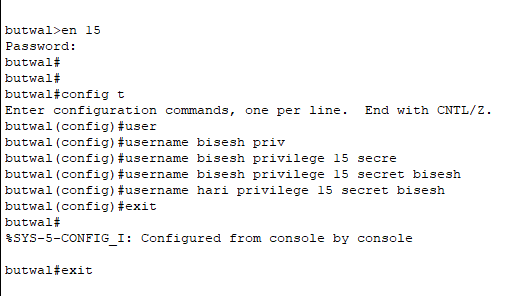 butwal>en 15
Password:
butwal#
butwal#
butwal#config t
Enter configuration commands, one per line.  End with CNTL/Z.
butwal(config)#user
butwal(config)#username bisesh priv
butwal(config)#username bisesh privilege 15 secre
butwal(config)#username bisesh privilege 15 secret bisesh
butwal(config)#username hari privilege 15 secret bisesh
butwal(config)#exit
butwal#
%SYS-5-CONFIG_I: Configured from console by console
butwal#exit